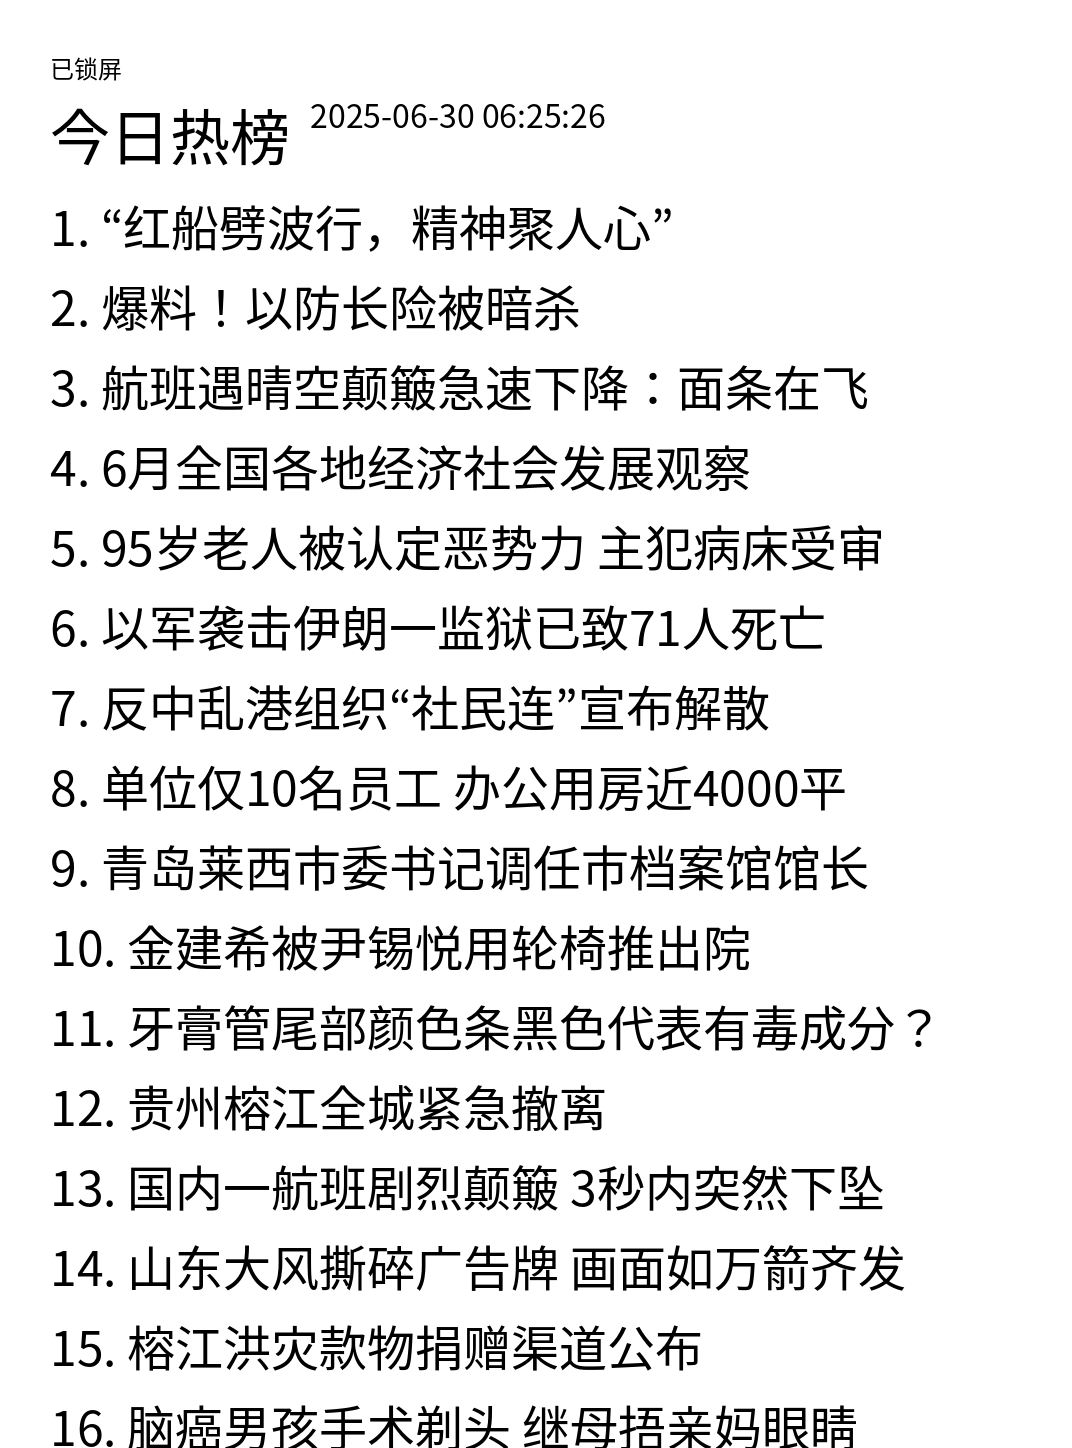 已锁屏
今日热榜 2025-06-30 06:25:26
1. “红船劈波行，精神聚人心”
2. 爆料！以防长险被暗杀
3. 航班遇晴空颠簸急速下降：面条在飞
4. 6月全国各地经济社会发展观察
5. 95岁老人被认定恶势力 主犯病床受审
6. 以军袭击伊朗一监狱已致71人死亡
7. 反中乱港组织“社民连”宣布解散
8. 单位仅10名员工 办公用房近4000平
9. 青岛莱西市委书记调任市档案馆馆长
10. 金建希被尹锡悦用轮椅推出院
11. 牙膏管尾部颜色条黑色代表有毒成分？
12. 贵州榕江全城紧急撤离
13. 国内一航班剧烈颠簸 3秒内突然下坠
14. 山东大风撕碎广告牌 画面如万箭齐发
15. 榕江洪灾款物捐赠渠道公布
16. 脑癌男孩手术剃头 继母捂亲妈眼睛